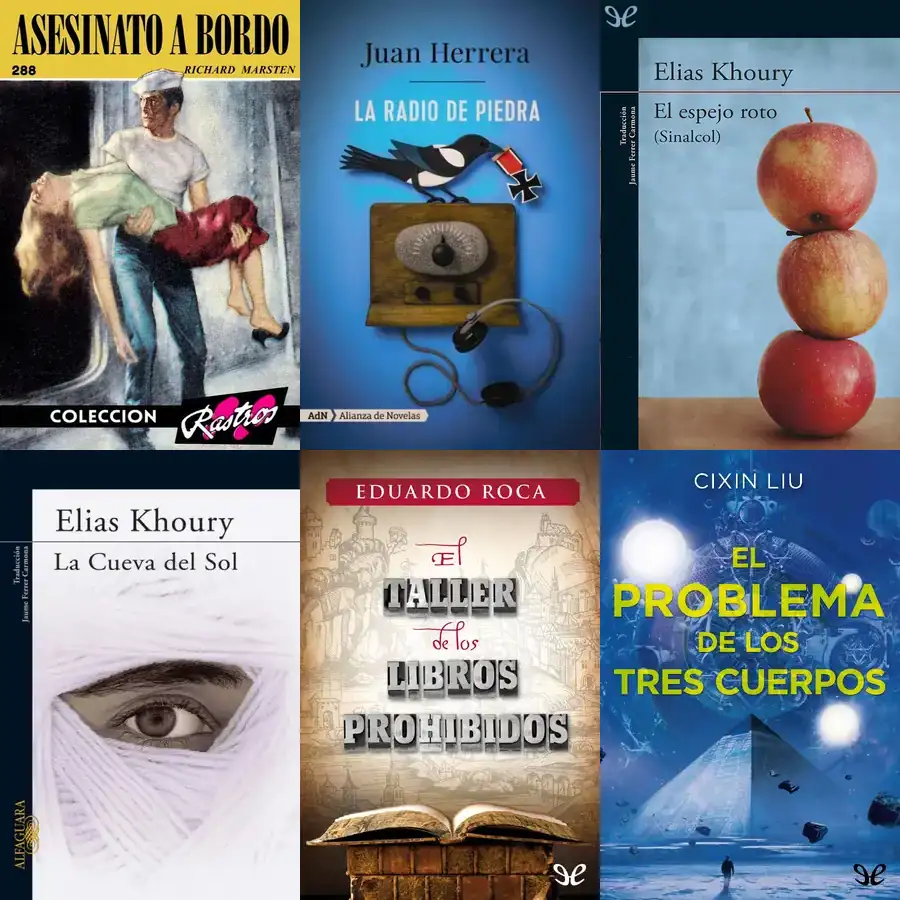 ASESINATO A BORDO
288
RICHARD MARSTEN
COLECCION
Rastros
Juan Herrera
LA RADIO DE PIEDRA
AdN
Alianza de Novelas
Elias Khoury
El espejo roto
(Sinalcol)
Traducción
Jaume Ferrer Carmona
Elias Khoury
La Cueva del Sol
Traducción
Jaume Ferrer Carmona
ALFAGUARA
EDUARDO ROCA
El
TALLER
de los
LIBROS
PROHIBIDOS
CIXIN LIU
EL
PROBLEMA
DE LOS
TRES CUERPOS